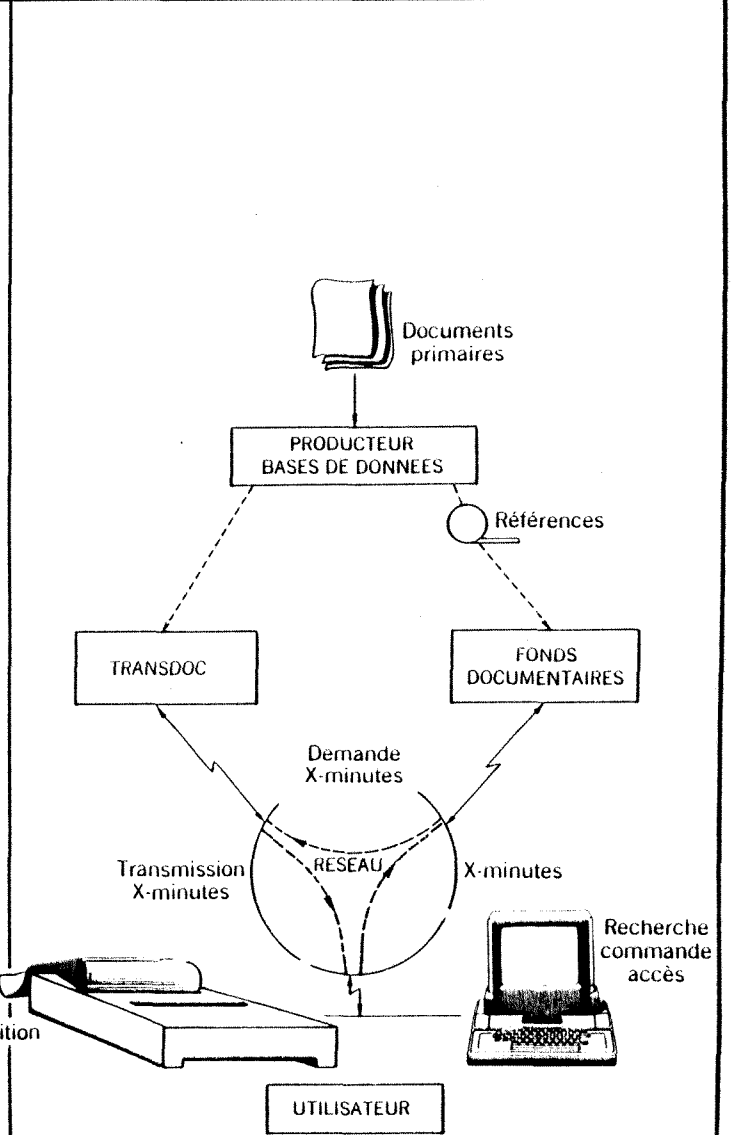 Documents
primaires
PRODUCTEUR
BASES DE DONNEES
Références
TRANSDOC
FONDS
DOCUMENTAIRES
Demande
X-minutes
Transmission
X-minutes
RESEAU
X-minutes
Recherche
commande
accès
ition
UTILISATEUR